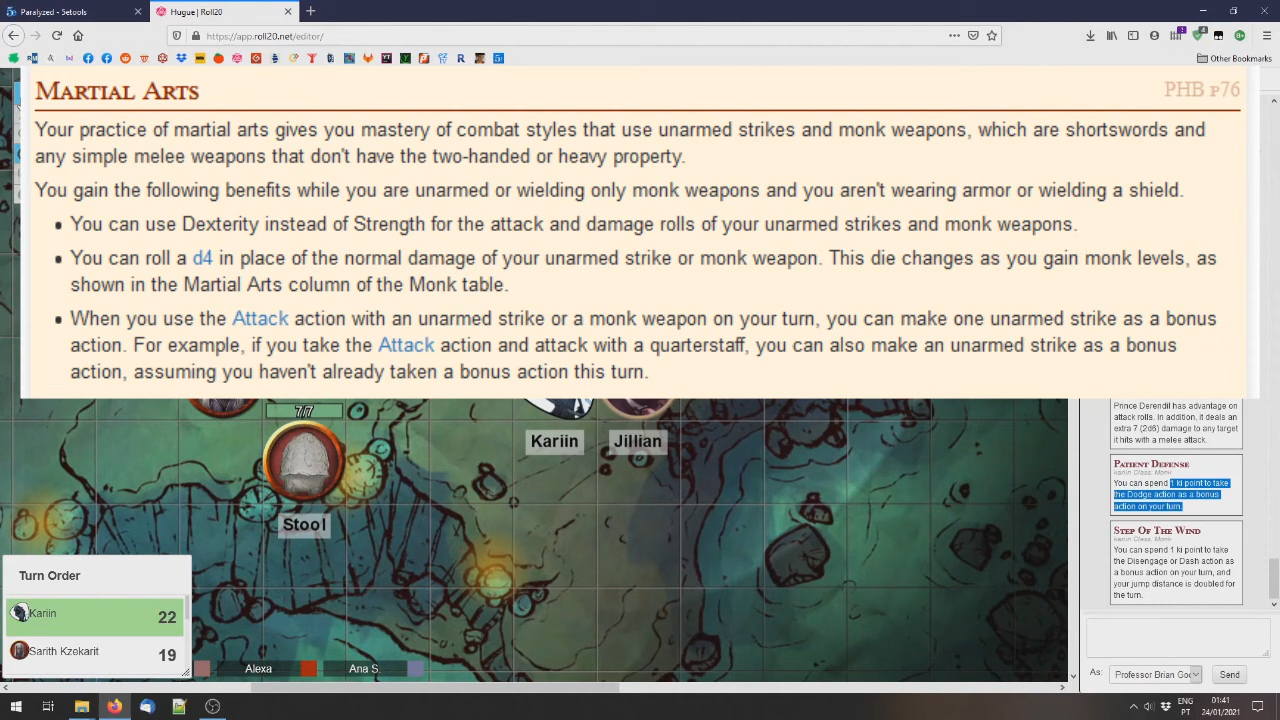 Paralyzed - 5etools
Hugue | Roll20
https://app.roll20.net/editor/
Other Bookmarks
MARTIAL ARTS
PHB P76
Your practice of martial arts gives you mastery of combat styles that use unarmed strikes and monk weapons, which are shortswords and
any simple melee weapons that don't have the two-handed or heavy property.
You gain the following benefits while you are unarmed or wielding only monk weapons and you aren't wearing armor or wielding a shield.
• You can use Dexterity instead of Strength for the attack and damage rolls of your unarmed strikes and monk weapons.
• You can roll a d4 in place of the normal damage of your unarmed strike or monk weapon. This die changes as you gain monk levels, as
shown in the Martial Arts column of the Monk table.
• When you use the Attack action with an unarmed strike or a monk weapon on your turn, you can make one unarmed strike as a bonus
action. For example, if you take the Attack action and attack with a quarterstaff, you can also make an unarmed strike as a bonus
action, assuming you haven't already taken a bonus action this turn.
Kariin
Jillian
Stool
Prince Derendil has advantage on
attack rolls. In addition, it deals an
extra 7 (2d6) damage to any target
it hits with a melee attack.
PATIENT DEFENSE
kariin Class: Monk
You can spend 1 ki point to take
the Dodge action as a bonus
action on your turn.
STEP OF THE WIND
kariin Class: Monk
You can spend 1 ki point to take
the Disengage or Dash action as
a bonus action on your turn, and
your jump distance is doubled for
the turn.
Turn Order
Kariin
22
Sarith Kzekarit
19
Alexa
Ana S.
As:
Professor Brian Goo
Send
ENG
PT
01:41
24/01/2021